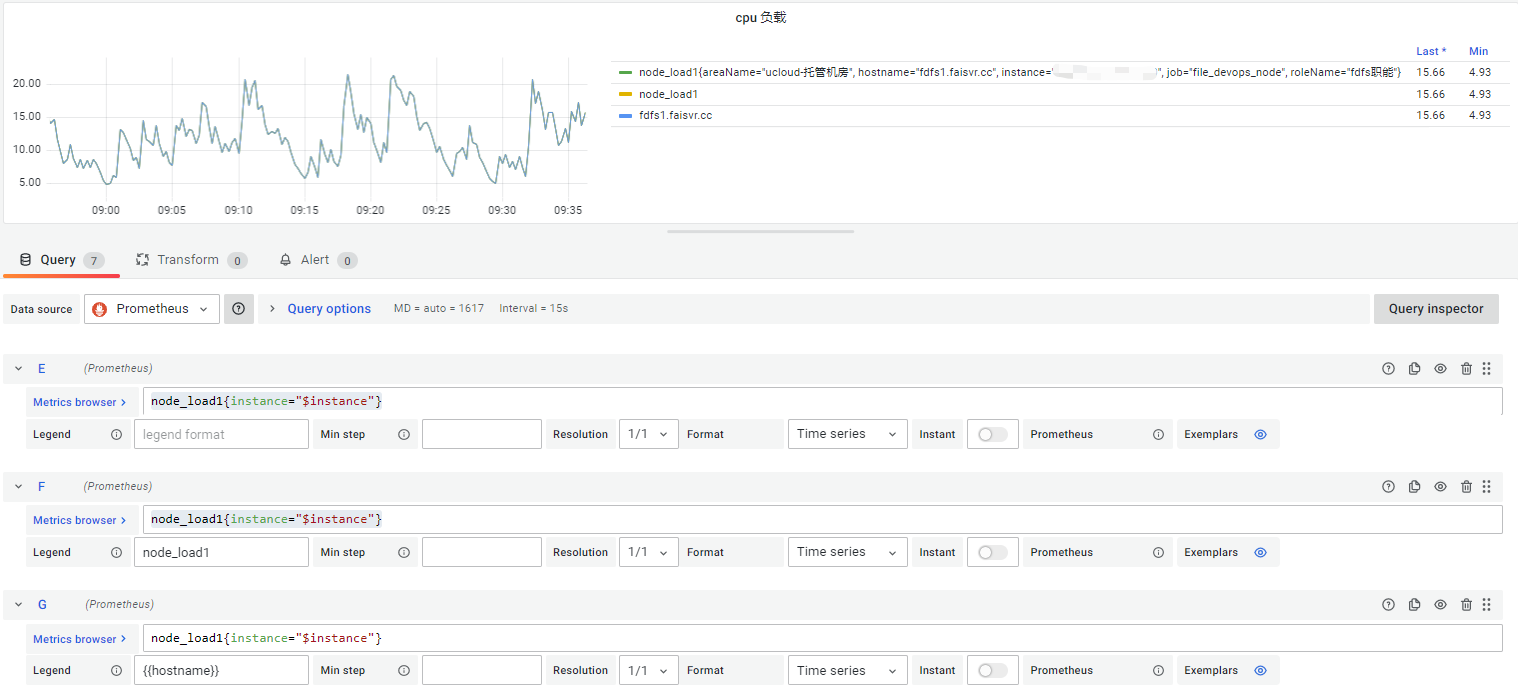 cpu 负载
Last * Min
node_load1{areaName="ucloud-托管机房", hostname="fdfs1.faisvr.cc", instance=" ", job="file_devops_node", roleName="fdfs职能"} 15.66 4.93
node_load1 15.66 4.93
fdfs1.faisvr.cc 15.66 4.93
20.00
15.00
10.00
5.00
09:00 09:05 09:10 09:15 09:20 09:25 09:30 09:35
Query 7 Transform 0 Alert 0
Data source Prometheus Query options MD = auto = 1617 Interval = 15s Query inspector
E (Prometheus)
Metrics browser node_load1{instance="$instance"}
Legend legend format Min step Resolution 1/1 Format Time series Instant Prometheus Exemplars
F (Prometheus)
Metrics browser node_load1{instance="$instance"}
Legend node_load1 Min step Resolution 1/1 Format Time series Instant Prometheus Exemplars
G (Prometheus)
Metrics browser node_load1{instance="$instance"}
Legend {{hostname}} Min step Resolution 1/1 Format Time series Instant Prometheus Exemplars